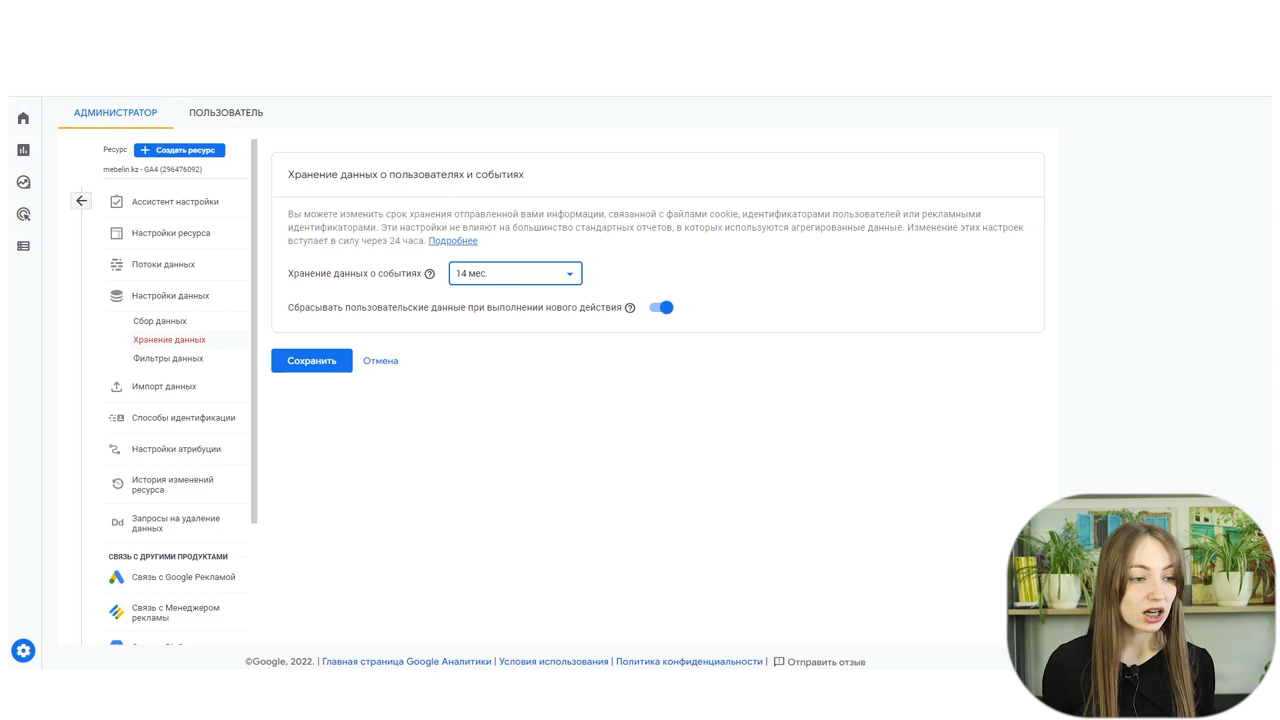 АДМИНИСТРАТОР
ПОЛЬЗОВАТЕЛЬ
Ресурс
Создать ресурс
mebelin.kz - GA4 (296476092)
Ассистент настройки
Настройки ресурса
Потоки данных
Настройки данных
Сбор данных
Хранение данных
Фильтры данных
Импорт данных
Способы идентификации
Настройки атрибуции
История изменений
ресурса
Dd
Запросы на удаление
данных
СВЯЗЬ С ДРУГИМИ ПРОДУКТАМИ
Связь с Google Рекламой
Связь с Менеджером
рекламы
Хранение данных о пользователях и событиях
Вы можете изменить срок хранения отправленной вами информации, связанной с файлами cookie, идентификаторами пользователей или рекламными
идентификаторами. Эти настройки не влияют на большинство стандартных отчетов, в которых используются агрегированные данные. Изменение этих настроек
вступает в силу через 24 часа. Подробнее
Хранение данных о событиях
14 мес.
Сбрасывать пользовательские данные при выполнении нового действия
Сохранить
Отмена
©Google, 2022. | Главная страница Google Аналитики | Условия использования | Политика конфиденциальности | Отправить отзыв